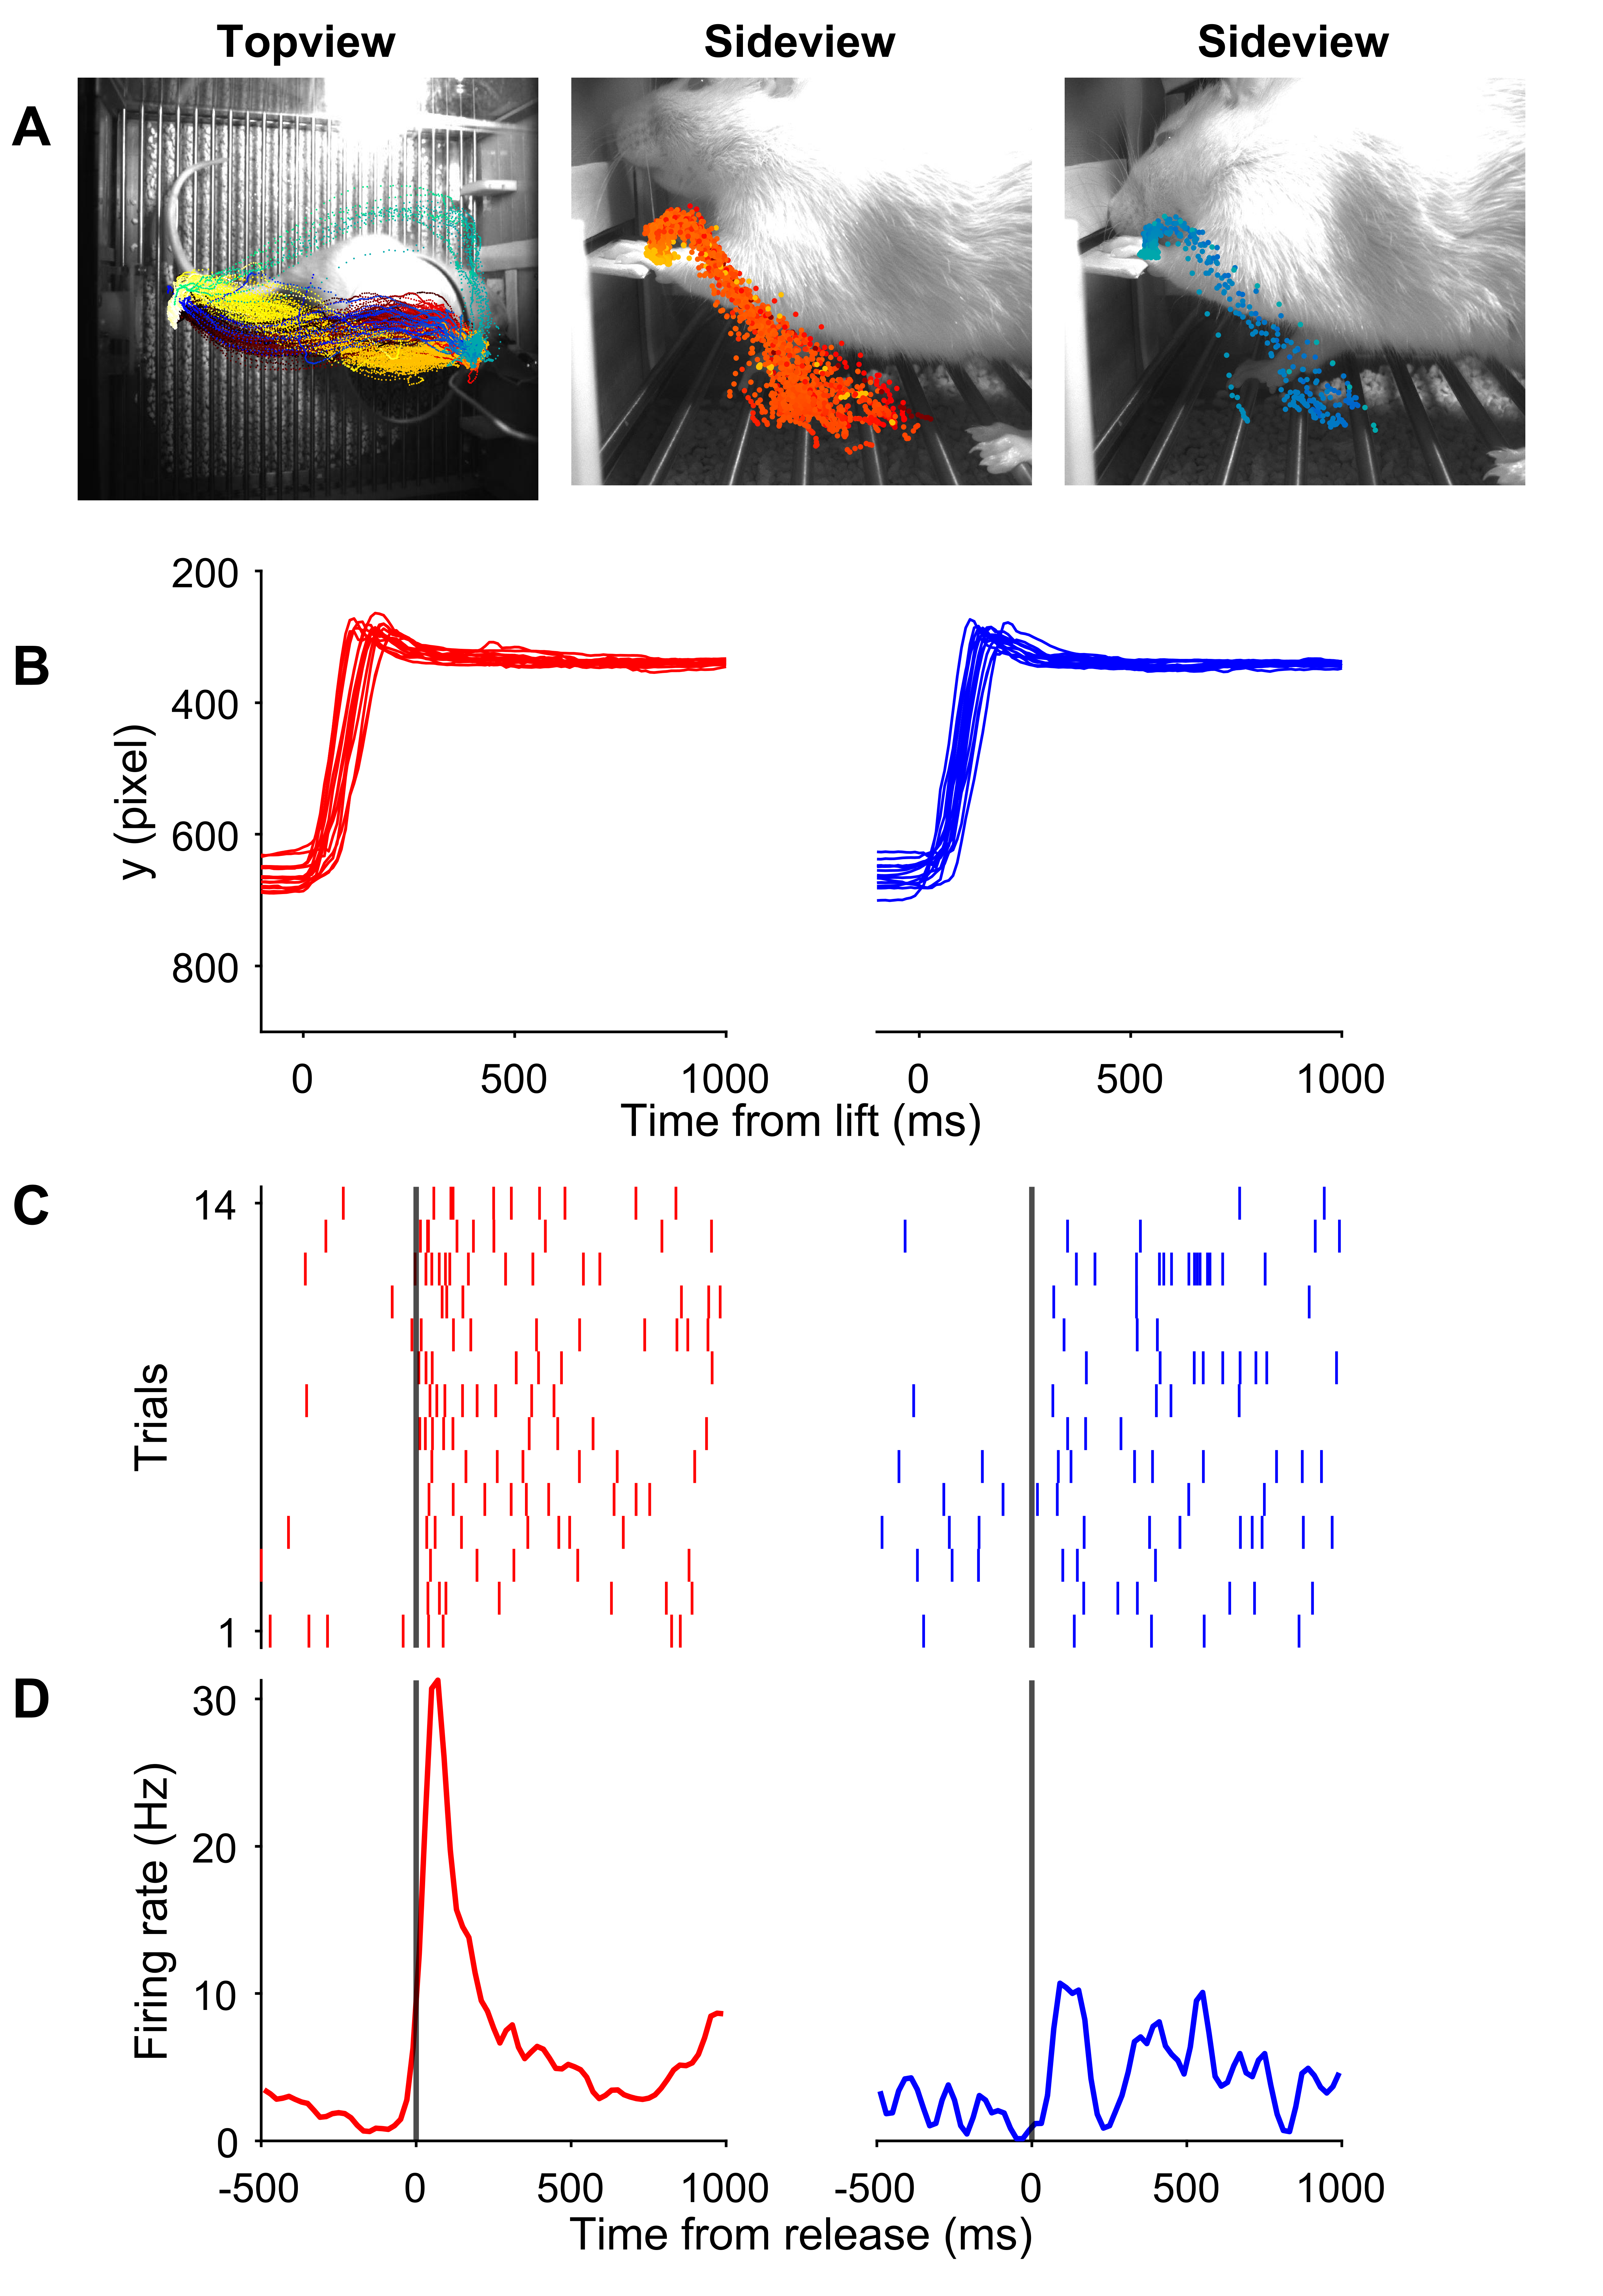 Topview Sideview Sideview
A
B
200
400
600
800
y (pixel)
0 500 1000 0 500 1000
Time from lift (ms)
C
14
1
Trials
D
30
20
10
0
Firing rate (Hz)
-500 0 500 1000 -500 0 500 1000
Time from release (ms)